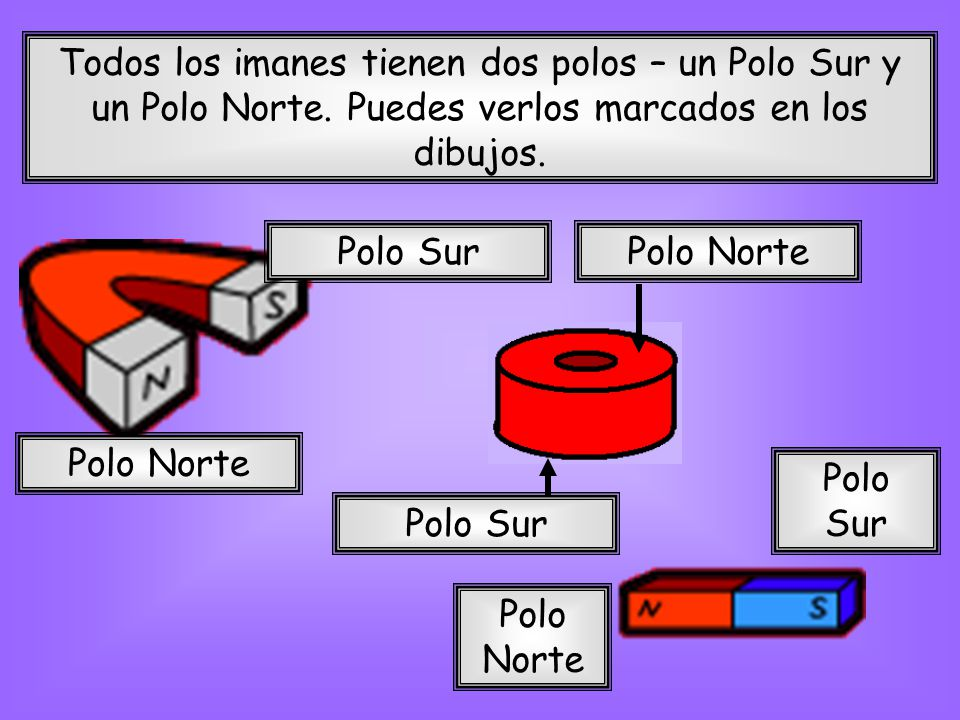 Todos los imanes tienen dos polos – un Polo Sur y
un Polo Norte. Puedes verlos marcados en los
dibujos.
Polo Sur
Polo Norte
S
N
Polo Norte
Polo Sur
Polo
Sur
Polo
Norte
N
S